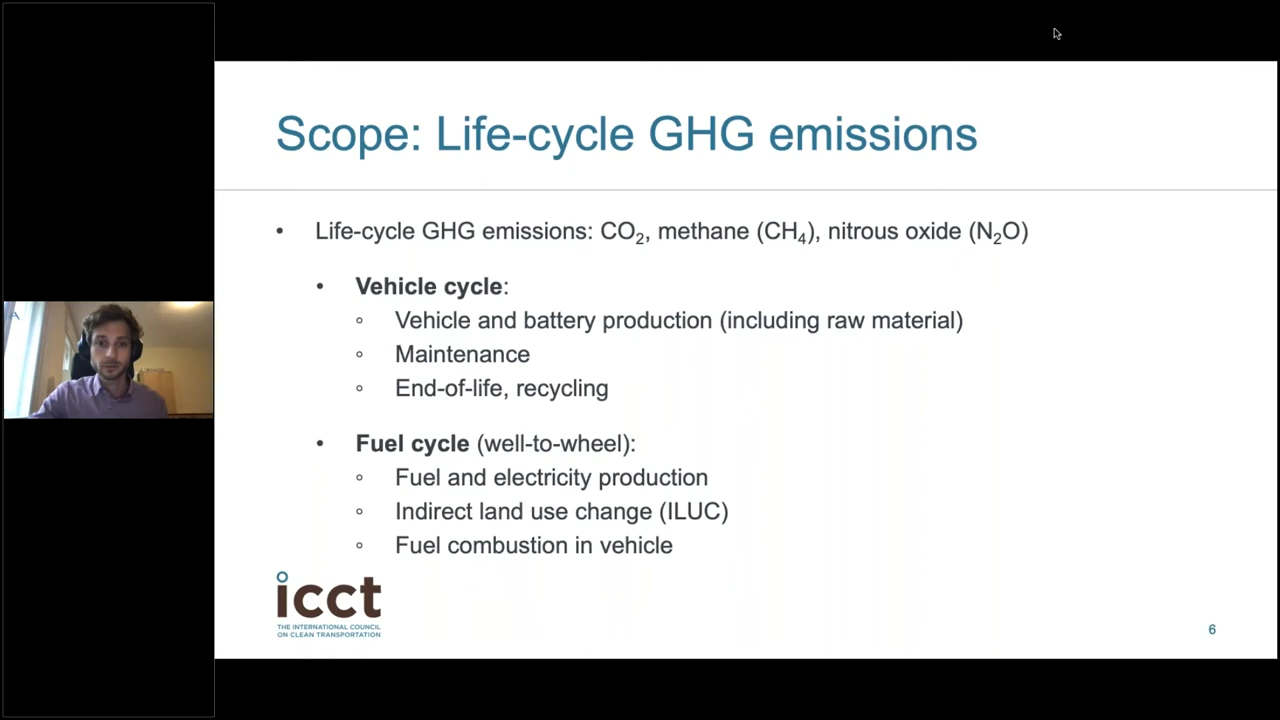 Scope: Life-cycle GHG emissions
• Life-cycle GHG emissions: CO₂, methane (CH₄), nitrous oxide (N₂O)
• Vehicle cycle:
◦ Vehicle and battery production (including raw material)
◦ Maintenance
◦ End-of-life, recycling
• Fuel cycle (well-to-wheel):
◦ Fuel and electricity production
◦ Indirect land use change (ILUC)
◦ Fuel combustion in vehicle
icct
THE INTERNATIONAL COUNCIL
ON CLEAN TRANSPORTATION
6